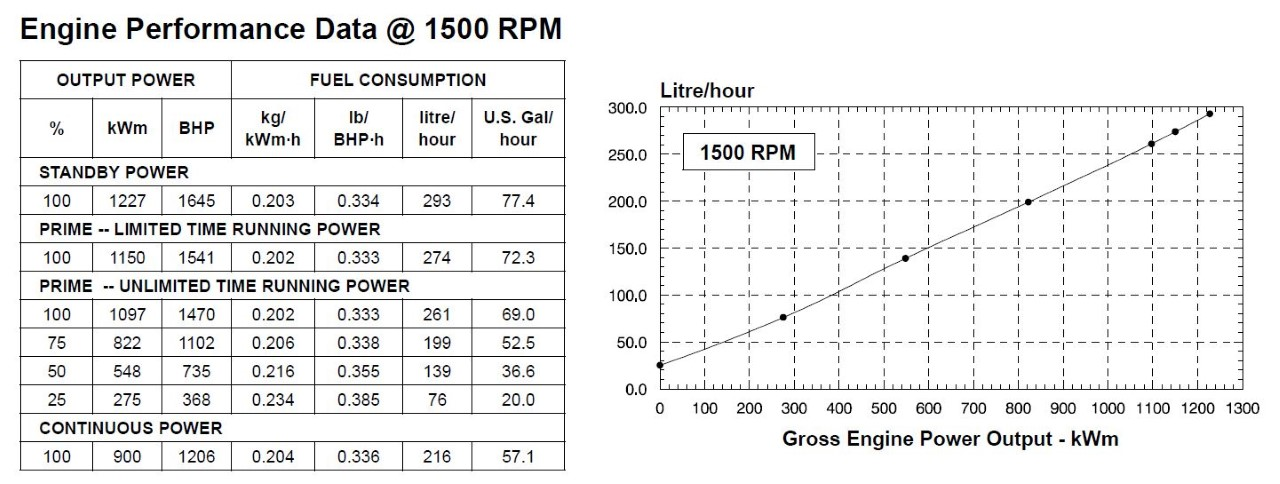 Engine Performance Data @ 1500 RPM
OUTPUT POWER FUEL CONSUMPTION
% kWm BHP kg/ kWm·h lb/ BHP·h litre/ hour U.S. Gal/ hour
STANDBY POWER
100 1227 1645 0.203 0.334 293 77.4
PRIME -- LIMITED TIME RUNNING POWER
100 1150 1541 0.202 0.333 274 72.3
PRIME -- UNLIMITED TIME RUNNING POWER
100 1097 1470 0.202 0.333 261 69.0
75 822 1102 0.206 0.338 199 52.5
50 548 735 0.216 0.355 139 36.6
25 275 368 0.234 0.385 76 20.0
CONTINUOUS POWER
100 900 1206 0.204 0.336 216 57.1
Litre/hour
300.0
250.0
200.0
150.0
100.0
50.0
0.0
1500 RPM
0 100 200 300 400 500 600 700 800 900 1000 1100 1200 1300
Gross Engine Power Output - kWm